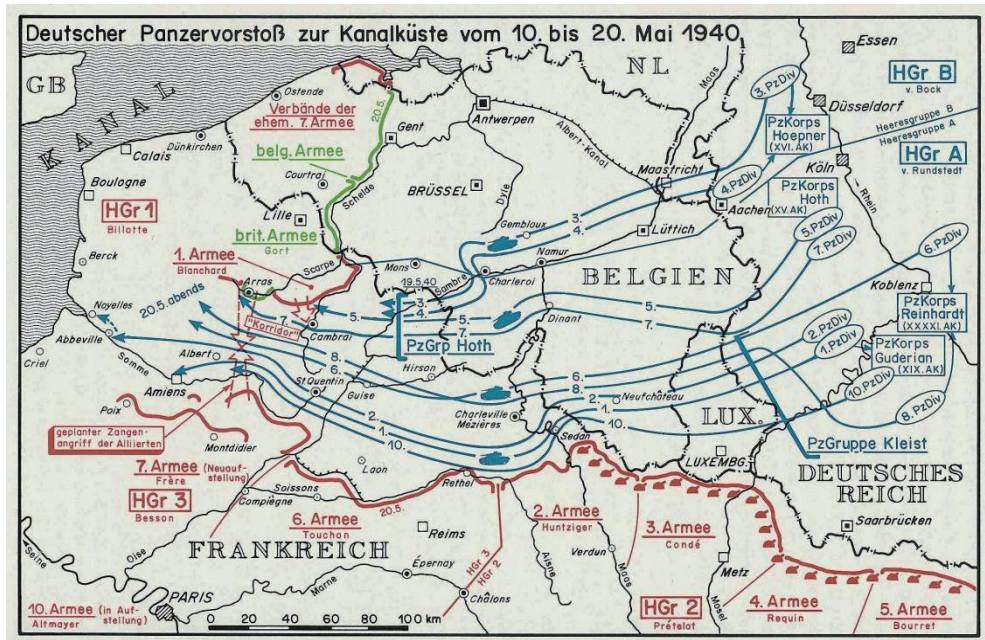 Deutscher Panzervorstoß zur Kanalküste vom 10. bis 20. Mai 1940
GB
KANAL
NL
Essen
HGr B
v. Bock
Düsseldorf
Heeresgruppe B
Heeresgruppe A
HGr A
v. Rundstedt
Köln
Rhein
3. PzDiv
PzKorps
Hoepner
(XVI. AK)
4. PzDiv
PzKorps
Hoth
(XV. AK)
Maas
Maastricht
Aachen
Albert-Kanal
Antwerpen
Ostende
Verbände der
ehem. 7. Armee
20.5.
Gent
Dünkirchen
Calais
belg. Armee
Courtrai
Schelde
BRÜSSEL
Dyle
Boulogne
HGr 1
Billotte
Lille
brit. Armee
Gort
Gembloux
3.
4.
Lüttich
5. PzDiv
7. PzDiv
6. PzDiv
Koblenz
PzKorps
Reinhardt
(XXXXI. AK)
PzKorps
Guderian
(XIX. AK)
2. PzDiv
1. PzDiv
10. PzDiv
8. PzDiv
Berck
1. Armee
Blanchard
Scarpe
Mons
19.5.40
Sambre
Charleroi
Namur
BELGIEN
Arras
Noyelles
20.5. abends
"Korridor"
7.
5.
Cambrai
3.
4.
5.
7.
PzGrp Hoth
Dinant
5.
7.
Abbeville
Criel
Somme
Albert
8.
6.
Hirson
6.
8.
Amiens
St. Quentin
Guise
2.
1.
10.
Charleville
Mézières
Neufchâteau
2.
1.
10.
Sedan
LUX.
PzGruppe Kleist
LUXEMBG.
DEUTSCHES
REICH
Saarbrücken
Poix
geplanter Zangen-
angriff der Alliierten
Montdidier
7. Armee (Neuauf-
Frère stellung)
HGr 3
Besson
Laon
Soissons
Compiègne
Rethel
20.5.
6. Armee
Touchon
Reims
2. Armee
Huntziger
3. Armee
Condé
Verdun
Aisne
Maas
Metz
Mosel
FRANKREICH
Oise
Seine
Marne
Épernay
Châlons
HGr 3
HGr 2
HGr 2
Prételat
4. Armee
Requin
5. Armee
Bourret
10. Armee (in Auf-
Altmayer stellung)
PARIS
0 20 40 60 80 100 km